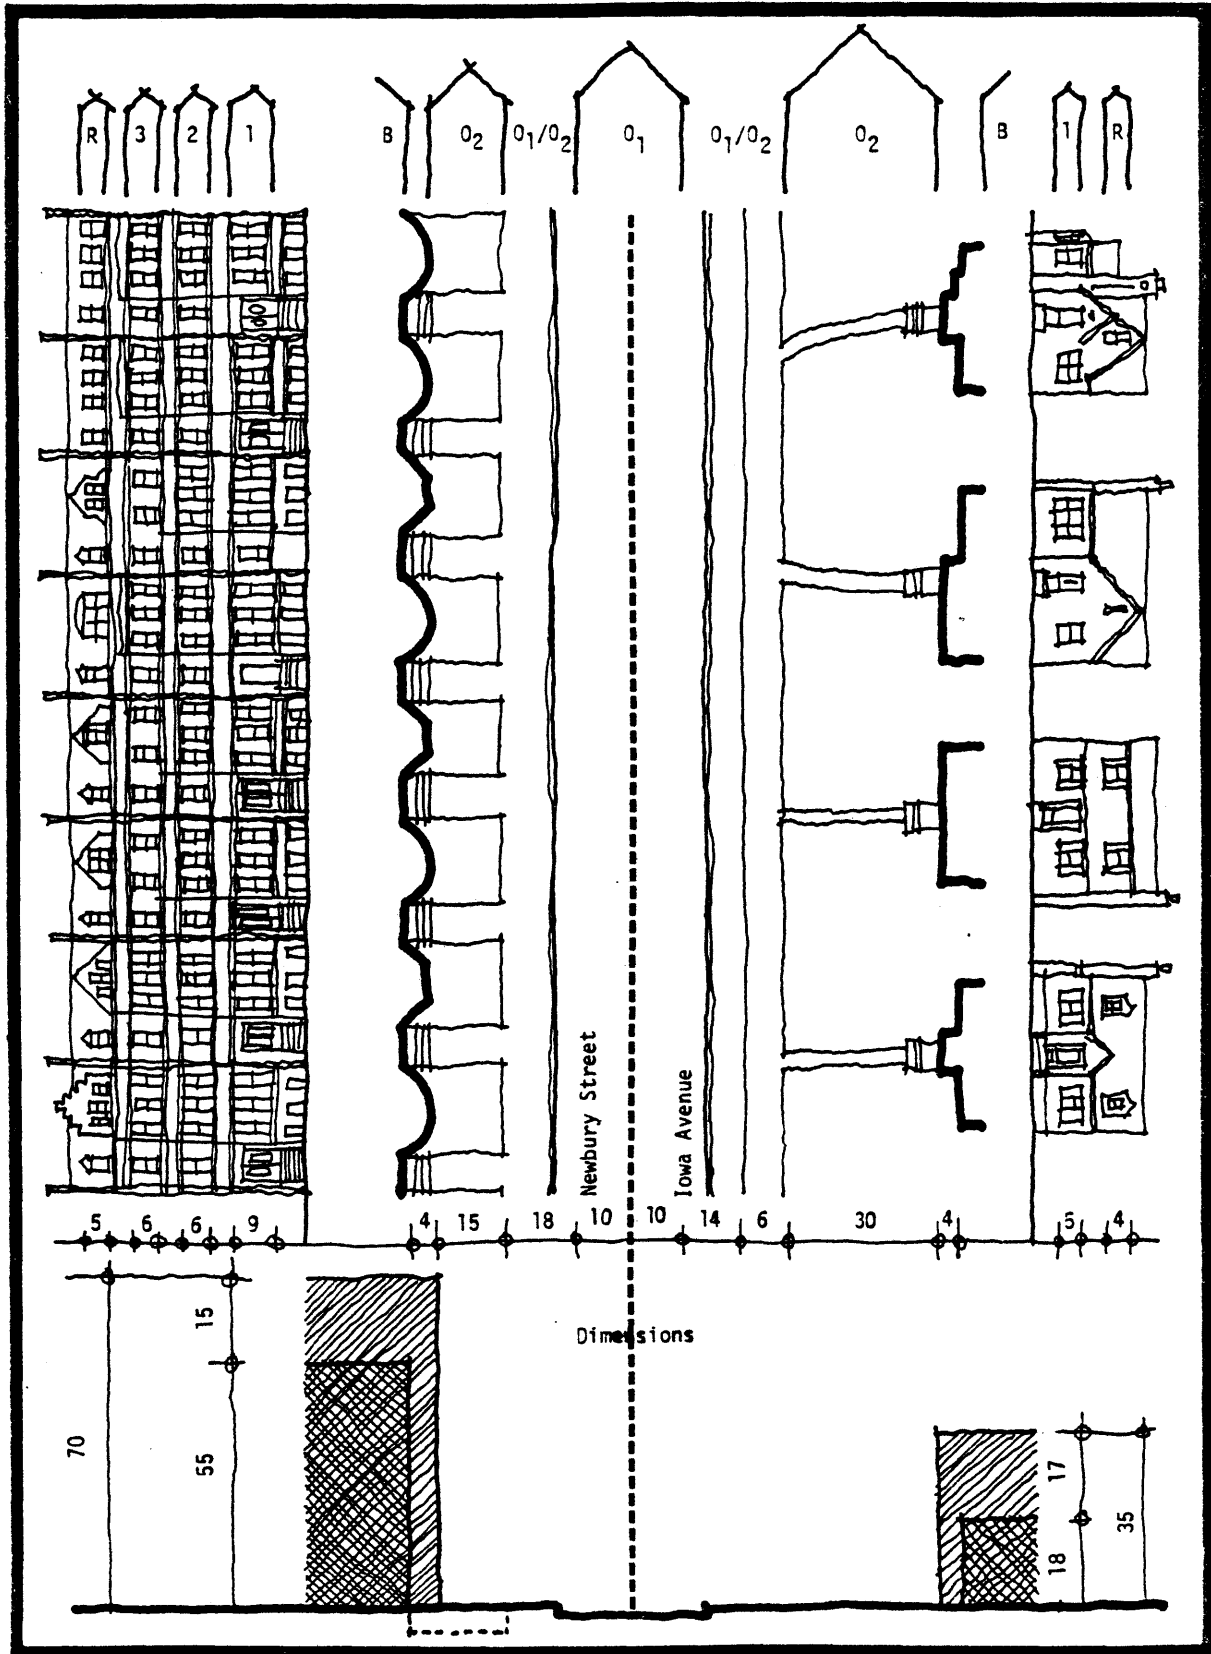 R 3 2 1 B O₂ O₁/O₂ O₁ O₁/O₂ O₂ B 1 R
Newbury Street
Iowa Avenue
5 6 6 9 4 15 18 10 10 14 6 30 4 5 4
Dimensions
15
70
55
17
35
18